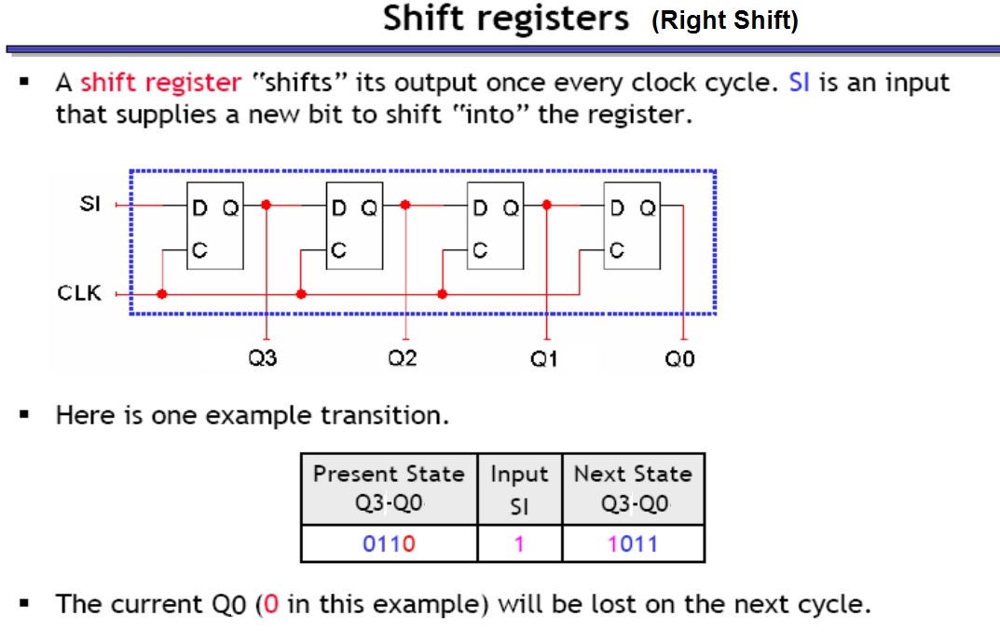 Shift registers (Right Shift)
▪ A shift register “shifts” its output once every clock cycle. SI is an input
that supplies a new bit to shift “into” the register.
SI D Q D Q D Q D Q
C C C C
CLK
Q3 Q2 Q1 Q0
▪ Here is one example transition.
Present State Input Next State
Q3-Q0 SI Q3-Q0
0110 1 1011
▪ The current Q0 (0 in this example) will be lost on the next cycle.